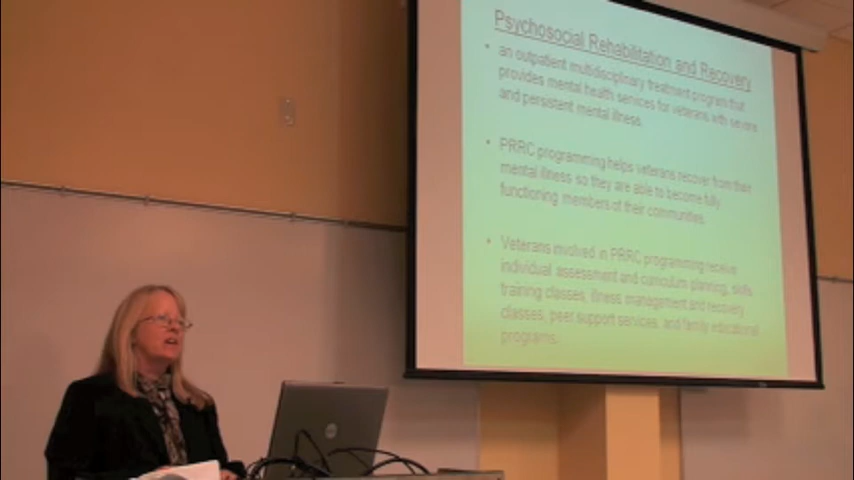 Psychosocial Rehabilitation and Recovery
• an outpatient multidisciplinary treatment program that
provides mental health services for veterans with severe
and persistent mental illness.
• PRRC programming helps veterans recover from their
mental illness so they are able to become fully
functioning members of their communities.
• Veterans involved in PRRC programming receive
individual assessment and curriculum planning, skills
training classes, illness management and recovery
classes, peer support services, and family educational
programs.
DELL